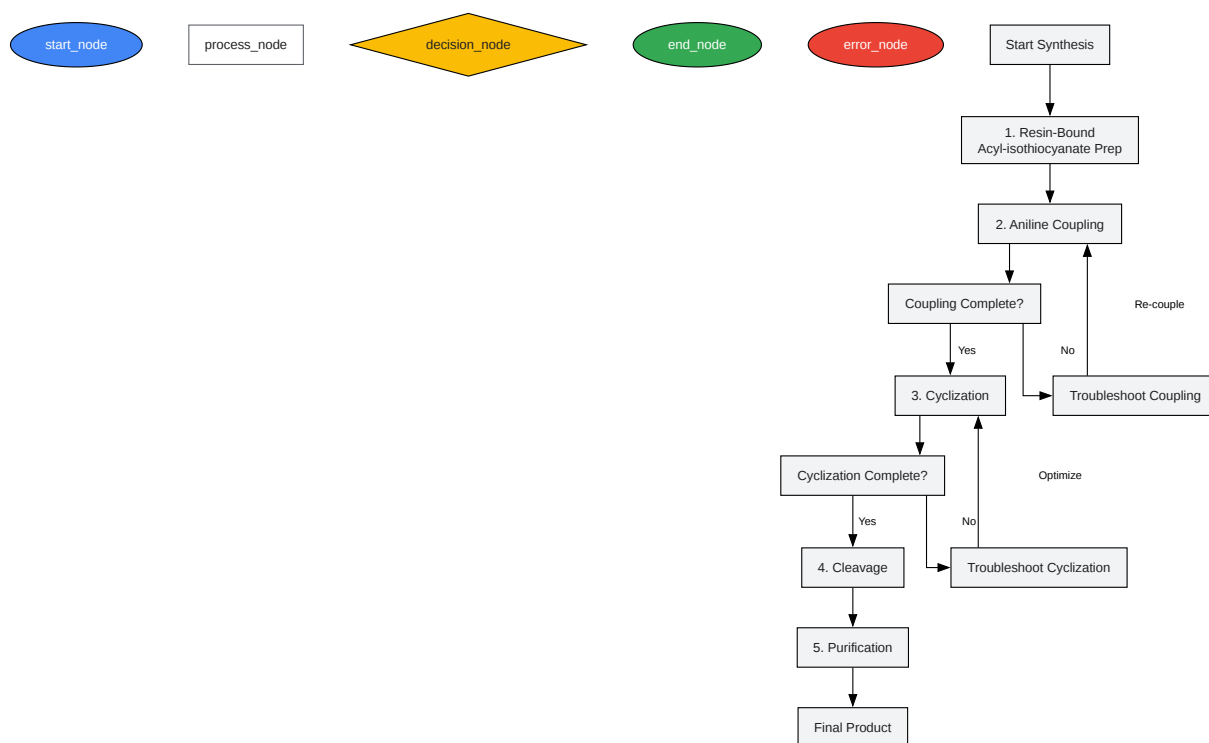 start_node
process_node
decision_node
end_node
error_node
Start Synthesis
1. Resin-Bound
Acyl-isothiocyanate Prep
2. Aniline Coupling
Coupling Complete?
Re-couple
Yes
No
3. Cyclization
Troubleshoot Coupling
Cyclization Complete?
Optimize
Yes
No
4. Cleavage
Troubleshoot Cyclization
5. Purification
Final Product